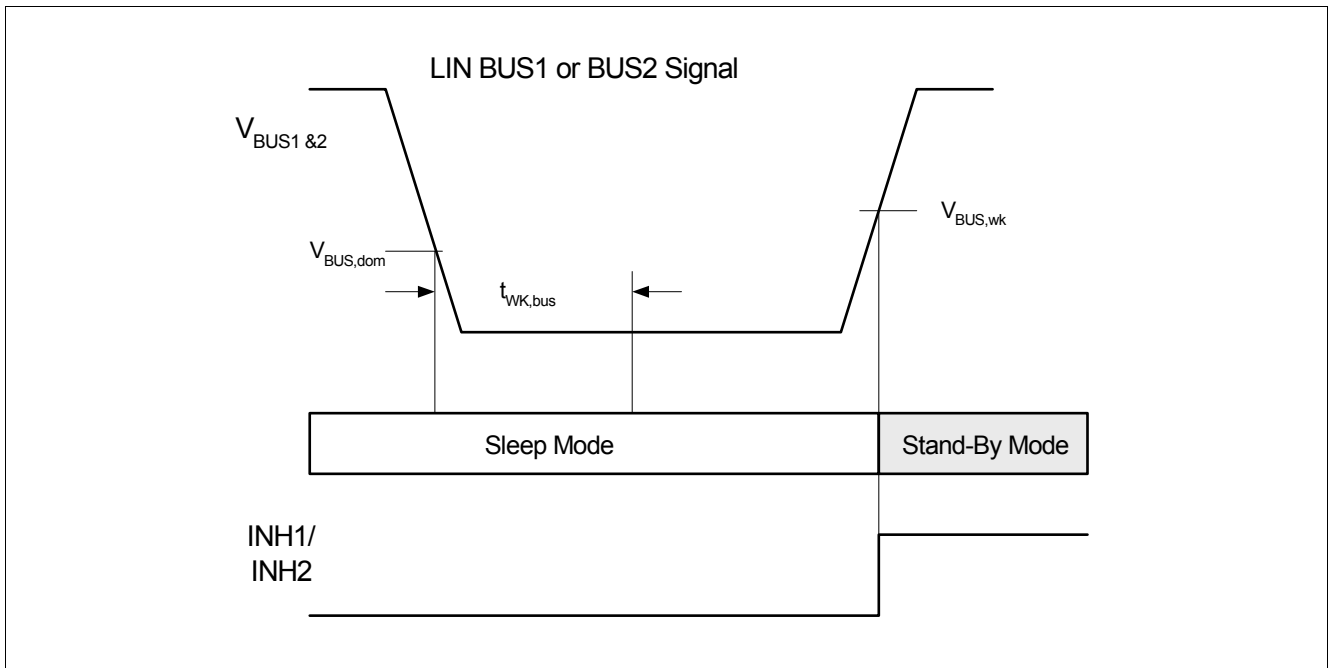 LIN BUS1 or BUS2 Signal
VBUS1 &2
VBUS,wk
VBUS,dom
tWK,bus
Sleep Mode
Stand-By Mode
INH1/
INH2